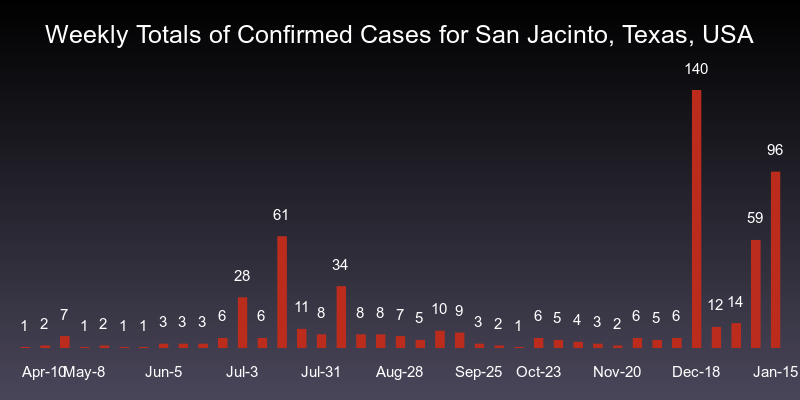 Weekly Totals of Confirmed Cases for San Jacinto, Texas, USA
1 2 7 1 2 1 1 3 3 3 6 28 6 61 11 8 34 8 8 7 5 10 9 3 2 1 6 5 4 3 2 6 5 6 140 12 14 59 96
Apr-10 May-8 Jun-5 Jul-3 Jul-31 Aug-28 Sep-25 Oct-23 Nov-20 Dec-18 Jan-15